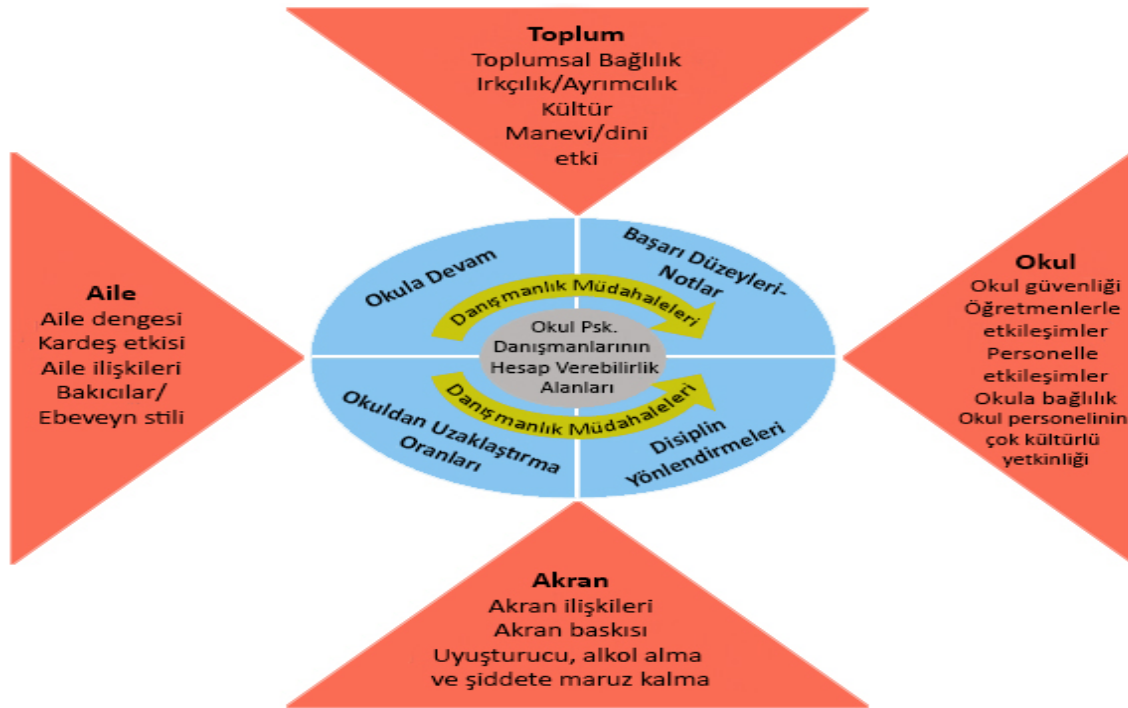 Toplum
Toplumsal Bağlılık
Irkçılık/Ayrımcılık
Kültür
Manevi/dini
etki
Aile
Aile dengesi
Kardeş etkisi
Aile ilişkileri
Bakıcılar/
Ebeveyn stili
Okula Devam
Başarı Düzeyleri-
Notlar
Danışmanlık Müdahaleleri
Okul Psk.
Danışmanlarının
Hesap Verebilirlik
Alanları
Danışmanlık Müdahaleleri
Okuldan Uzaklaştırma
Oranları
Disiplin
Yönlendirmeleri
Okul
Okul güvenliği
Öğretmenlerle
etkileşimler
Personelle
etkileşimler
Okula bağlılık
Okul personelinin
çok kültürlü
yetkinliği
Akran
Akran ilişkileri
Akran baskısı
Uyuşturucu, alkol alma
ve şiddete maruz kalma